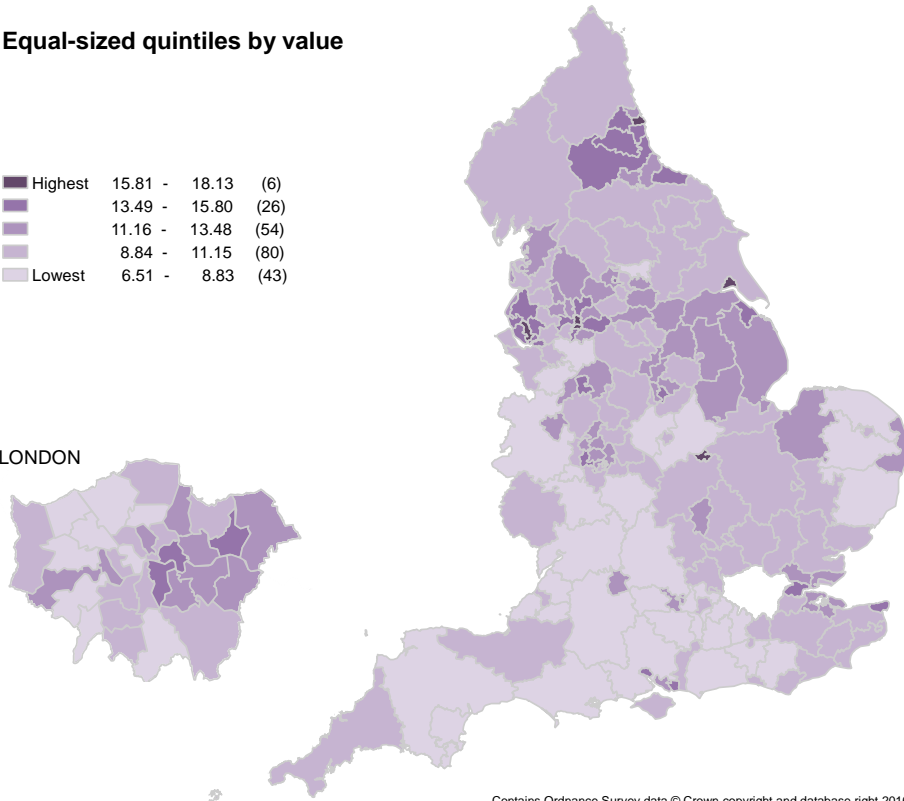 Equal-sized quintiles by value
Highest 15.81 - 18.13 (6)
13.49 - 15.80 (26)
11.16 - 13.48 (54)
8.84 - 11.15 (80)
Lowest 6.51 - 8.83 (43)
LONDON
Contains Ordnance Survey data © Crown copyright and database right 2016